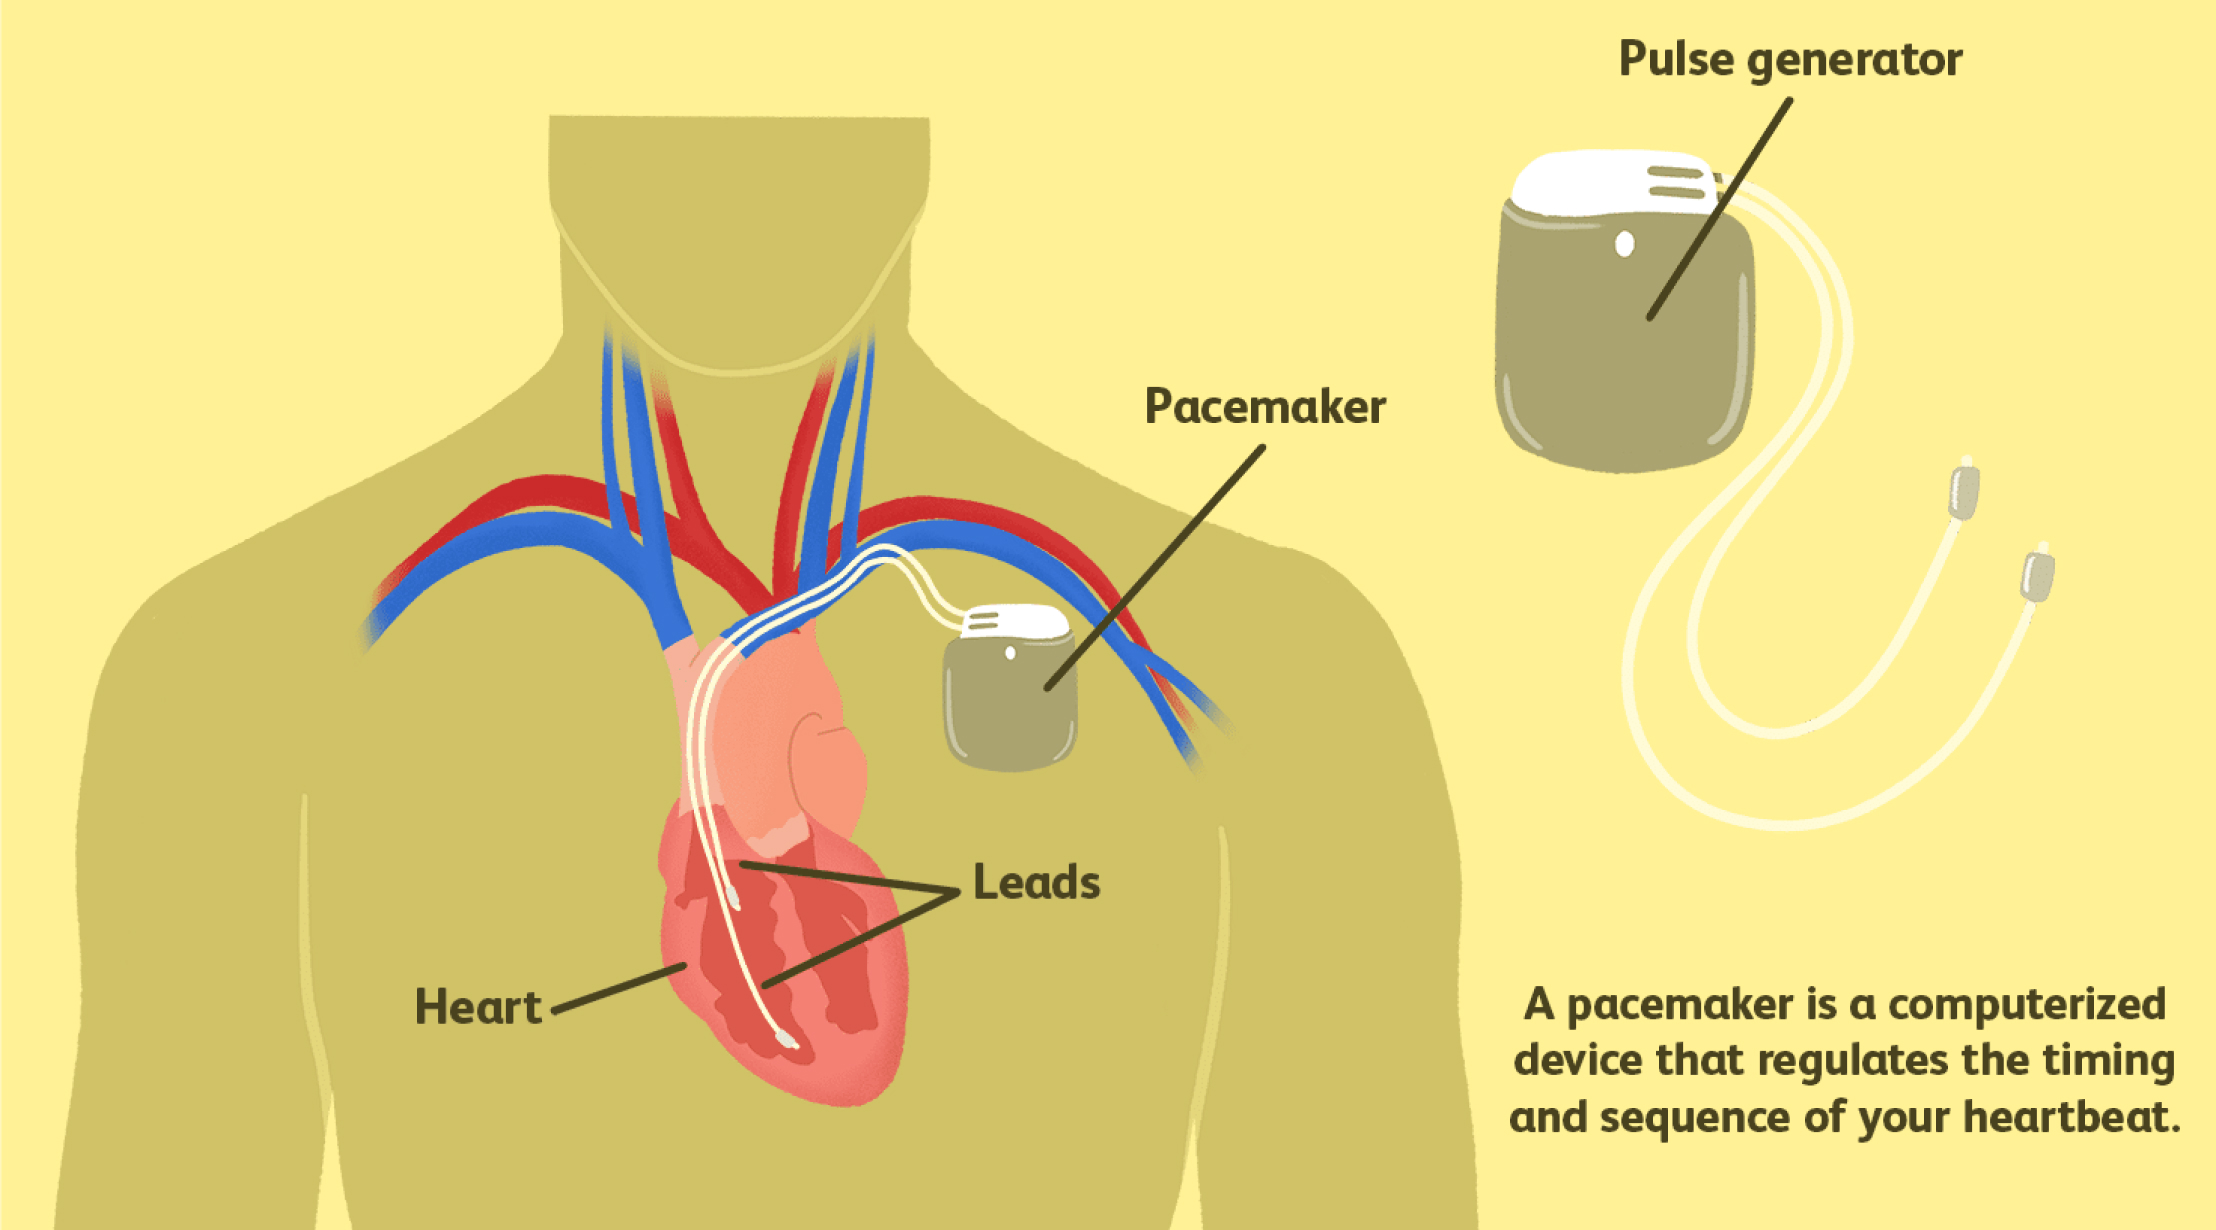 Pulse generator
Pacemaker
Leads
Heart
A pacemaker is a computerized
device that regulates the timing
and sequence of your heartbeat.